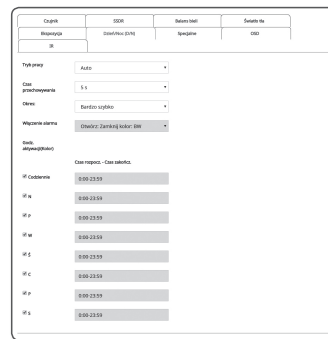 Czujnik SSDR Balans bieli Światło tła
Ekspozycja Dzień/Noc (D/N) Specjalne OSD
IR
Tryb pracy Auto
Czas
przechowywania 5 s
Okres Bardzo szybko
Włączenie alarmu Otwórz: Zamknij kolor: BW
Godz.
aktywacji(Kolor)
Czas rozpocz. - Czas zakończ.
Codziennie 0:00-23:59
N 0:00-23:59
P 0:00-23:59
W 0:00-23:59
Ś 0:00-23:59
C 0:00-23:59
P 0:00-23:59
S 0:00-23:59